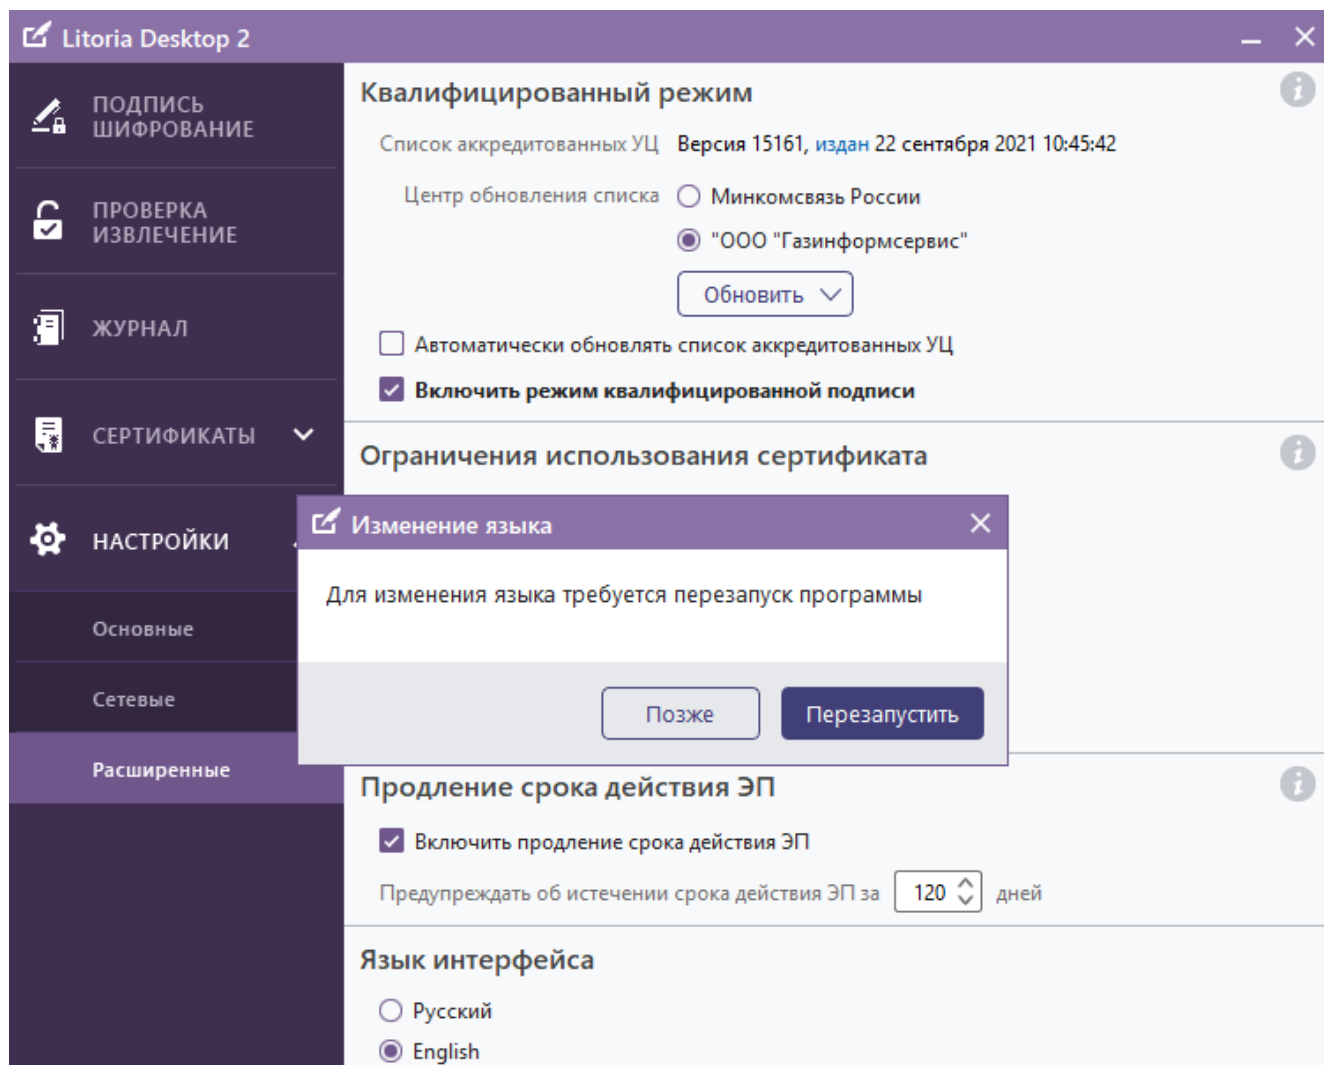 Litoria Desktop 2
ПОДПИСЬ
ШИФРОВАНИЕ
ПРОВЕРКА
ИЗВЛЕЧЕНИЕ
ЖУРНАЛ
СЕРТИФИКАТЫ
НАСТРОЙКИ
Основные
Сетевые
Расширенные
Квалифицированный режим
Список аккредитованных УЦ Версия 15161, издан 22 сентября 2021 10:45:42
Центр обновления списка Минкомсвязь России
"ООО "Газинформсервис"
Обновить
Автоматически обновлять список аккредитованных УЦ
Включить режим квалифицированной подписи
Ограничения использования сертификата
Изменение языка
Для изменения языка требуется перезапуск программы
Позже Перезапустить
Продление срока действия ЭП
Включить продление срока действия ЭП
Предупреждать об истечении срока действия ЭП за 120 дней
Язык интерфейса
Русский
English